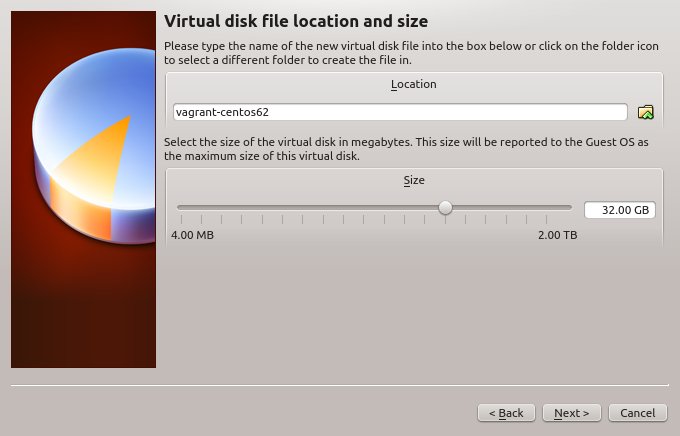 Virtual disk file location and size
Please type the name of the new virtual disk file into the box below or click on the folder icon
to select a different folder to create the file in.
Location
vagrant-centos62
Select the size of the virtual disk in megabytes. This size will be reported to the Guest OS as
the maximum size of this virtual disk.
Size
32.00 GB
4.00 MB 2.00 TB
< Back Next > Cancel